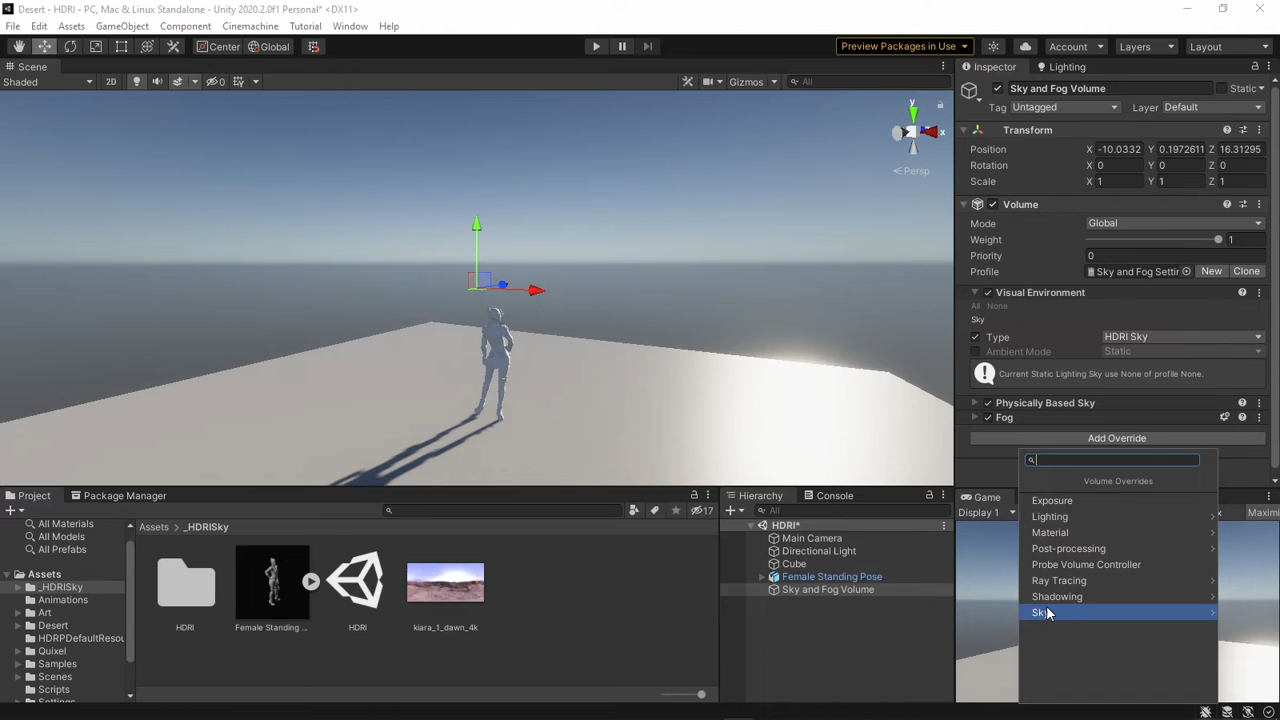 Desert - HDRI - PC, Mac & Linux Standalone - Unity 2020.2.0f1 Personal* <DX11>
File Edit Assets GameObject Component Cinemachine Tutorial Window Help
Center Global Preview Packages in Use Account Layers Layout
Scene
Shaded 2D 0 Gizmos All
y
x
Persp
Inspector Lighting
Sky and Fog Volume Static
Tag Untagged Layer Default
Transform
Position X -10.0332 Y 0.1972611 Z 16.31295
Rotation X 0 Y 0 Z 0
Scale X 1 Y 1 Z 1
Volume
Mode Global
Weight 1
Priority 0
Profile Sky and Fog Settir New Clone
Visual Environment
All None
Sky
Type HDRI Sky
Ambient Mode Static
Current Static Lighting Sky use None of profile None.
Physically Based Sky
Fog
Add Override
Volume Overrides
Exposure
Lighting
Material
Post-processing
Probe Volume Controller
Ray Tracing
Shadowing
Sky
Project Package Manager
17
All Materials
All Models
All Prefabs
Assets
_HDRISky
Animations
Art
Desert
HDRPDefaultResou
Quixel
Samples
Scenes
Scripts
Settings
Assets > _HDRISky
HDRI
Female Standing ...
HDRI
kiara_1_dawn_4k
Hierarchy Console
All
HDRI*
Main Camera
Directional Light
Cube
Female Standing Pose
Sky and Fog Volume
Game
Display 1 Maximi